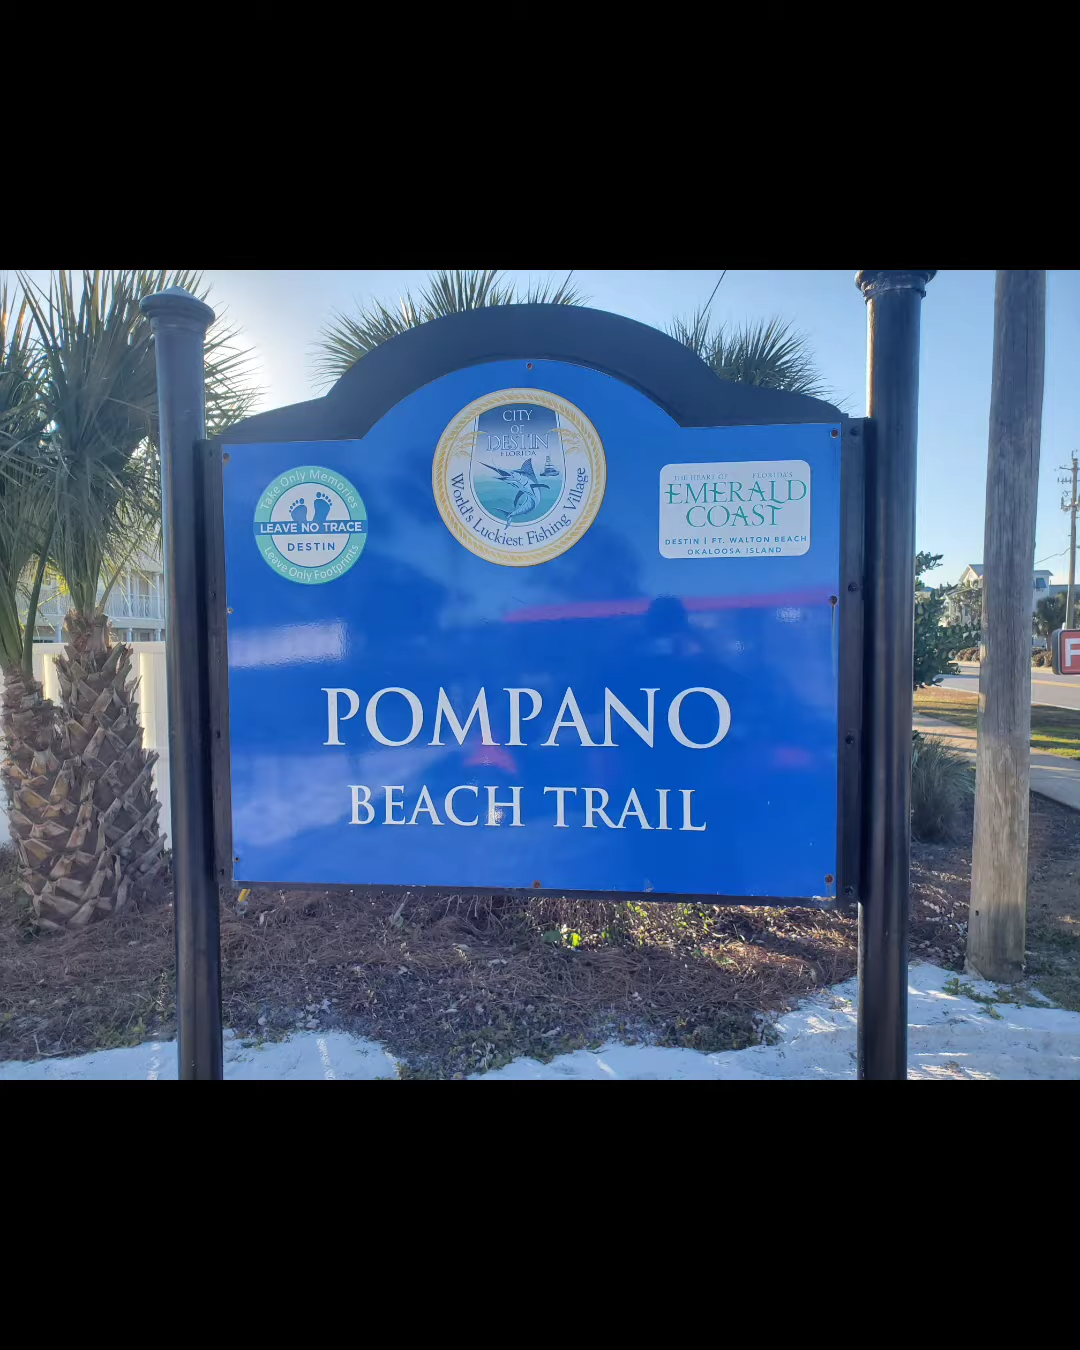 CITY
OF
DESTIN
FLORIDA
World's Luckiest Fishing Village
Take Only Memories
LEAVE NO TRACE
DESTIN
Leave Only Footprints
THE HEART OF FLORIDA'S
EMERALD
COAST
DESTIN | FT. WALTON BEACH
OKALOOSA ISLAND
POMPANO
BEACH TRAIL